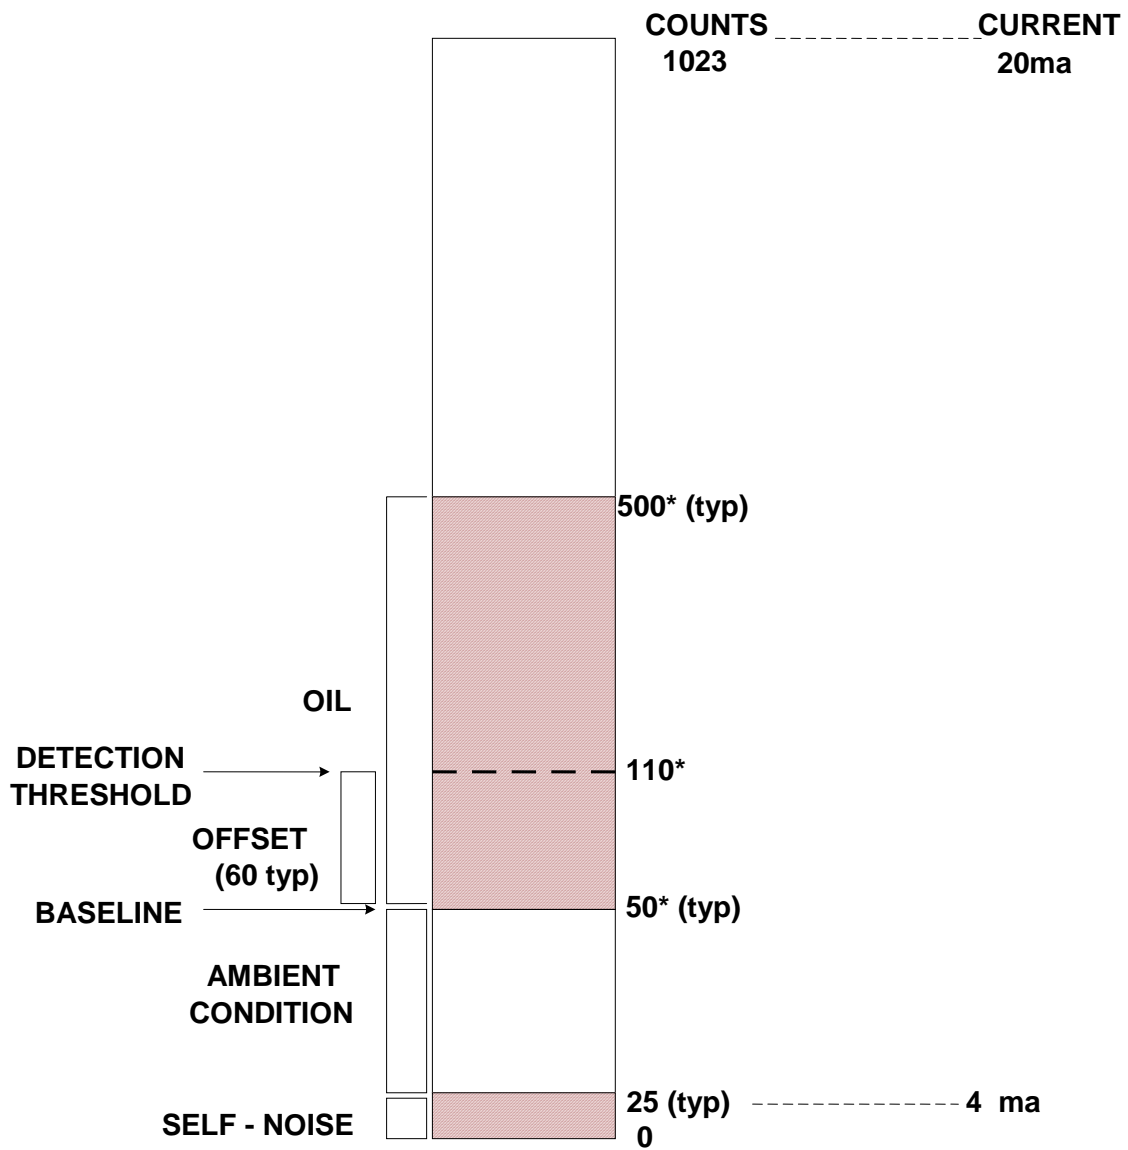 COUNTS CURRENT
1023 20ma
500* (typ)
OIL
DETECTION
THRESHOLD
110*
OFFSET
(60 typ)
BASELINE
50* (typ)
AMBIENT
CONDITION
25 (typ) 4 ma
SELF - NOISE
0